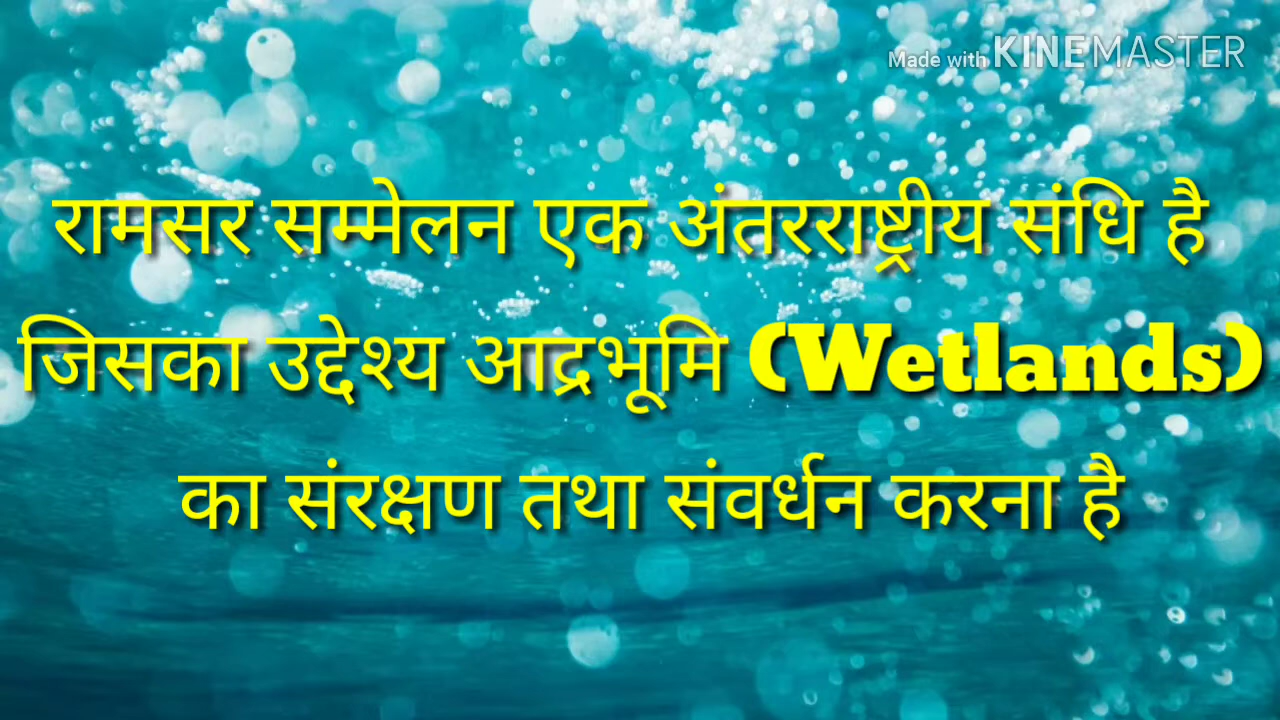 Made with KINEMASTER
रामसर सम्मेलन एक अंतरराष्ट्रीय संधि है
जिसका उद्देश्य आद्रभूमि (Wetlands)
का संरक्षण तथा संवर्धन करना है